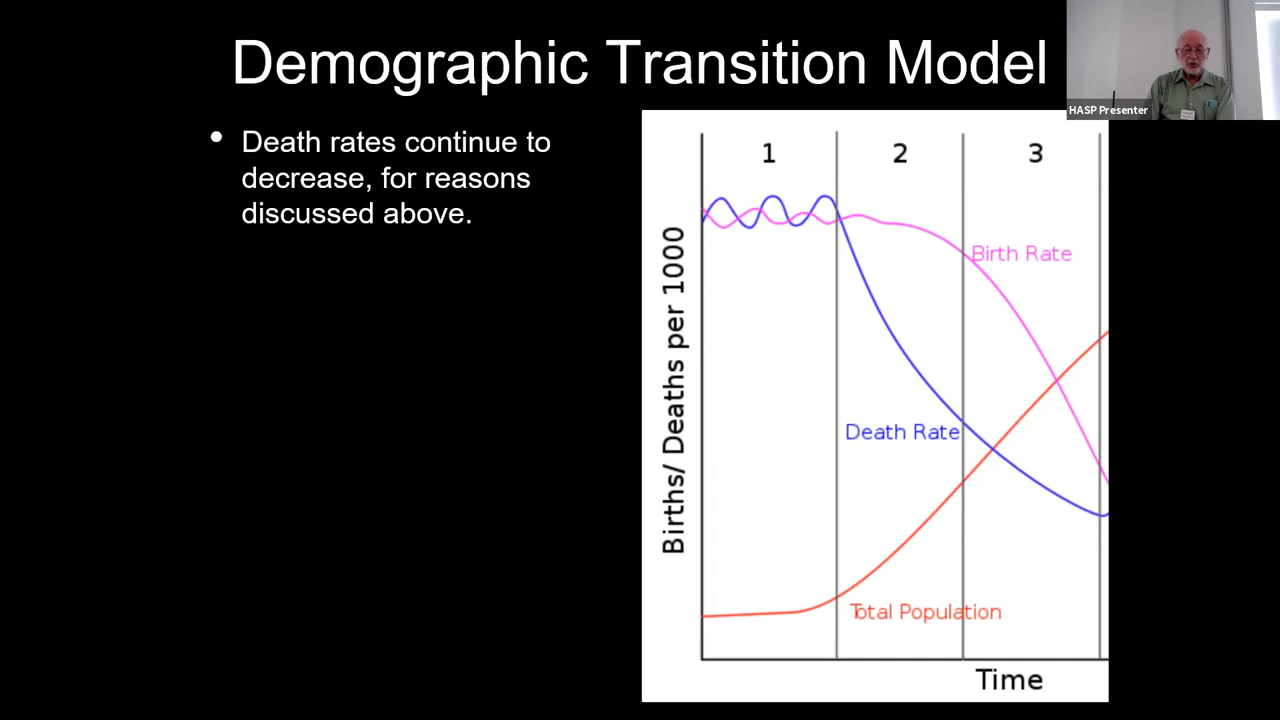 Demographic Transition Model
HASP Presenter
• Death rates continue to
decrease, for reasons
discussed above.
1 2 3
Births/ Deaths per 1000
Birth Rate
Death Rate
Total Population
Time